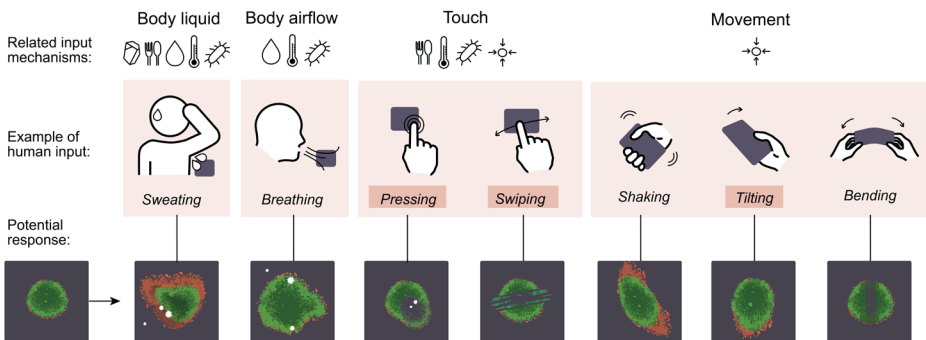 Body liquid
Body airflow
Touch
Movement
Related input
mechanisms:
Example of
human input:
Sweating
Breathing
Pressing
Swiping
Shaking
Tilting
Bending
Potential
response: